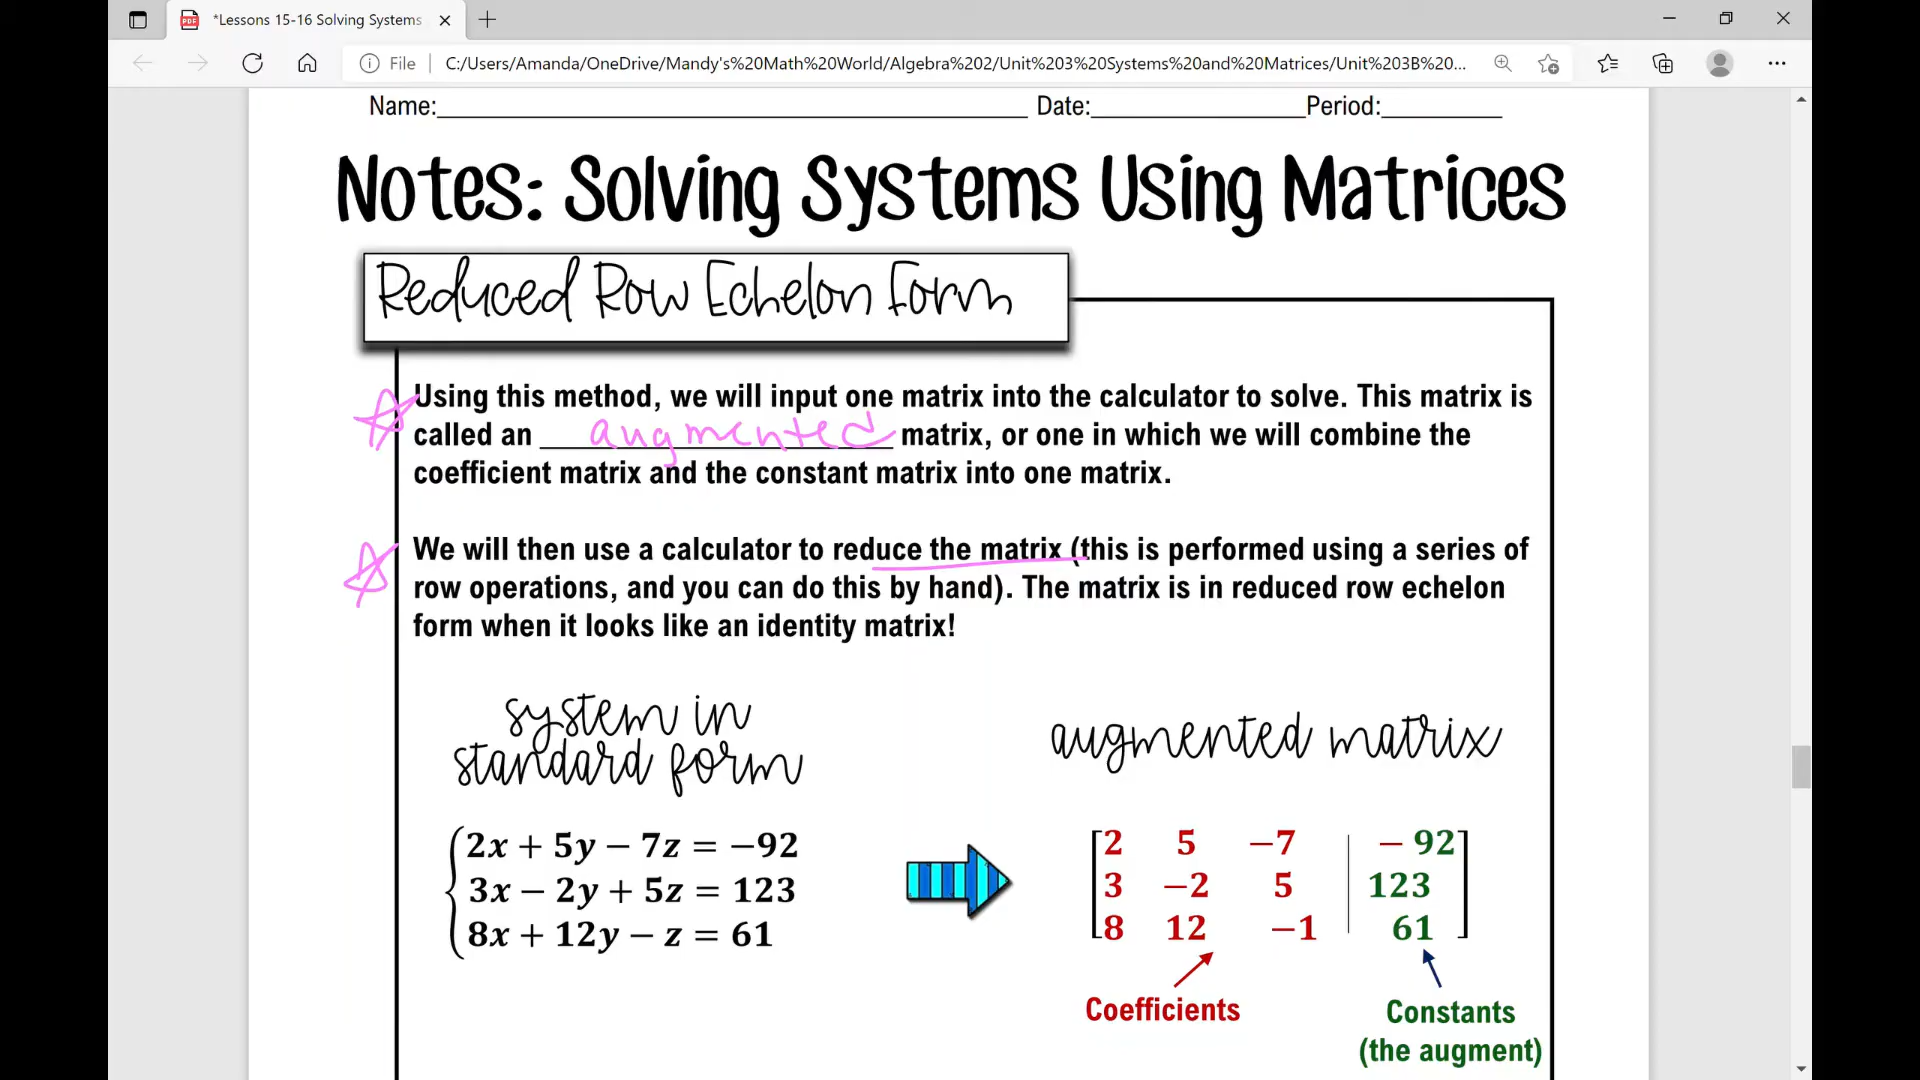 *Lessons 15-16 Solving Systems
File
C:/Users/Amanda/OneDrive/Mandy's%20Math%20World/Algebra%202/Unit%203%20Systems%20and%20Matrices/Unit%203B%20...
Name:____ Date:____Period:____
Notes: Solving Systems Using Matrices
Reduced Row Echelon Form
Using this method, we will input one matrix into the calculator to solve. This matrix is
called an augmented matrix, or one in which we will combine the
coefficient matrix and the constant matrix into one matrix.
We will then use a calculator to reduce the matrix (this is performed using a series of
row operations, and you can do this by hand). The matrix is in reduced row echelon
form when it looks like an identity matrix!
system in
standard form
augmented matrix
2x + 5y − 7z = −92
3x − 2y + 5z = 123
8x + 12y − z = 61
2 5 −7 | − 92
3 −2 5 | 123
8 12 −1 | 61
Coefficients
Constants
(the augment)